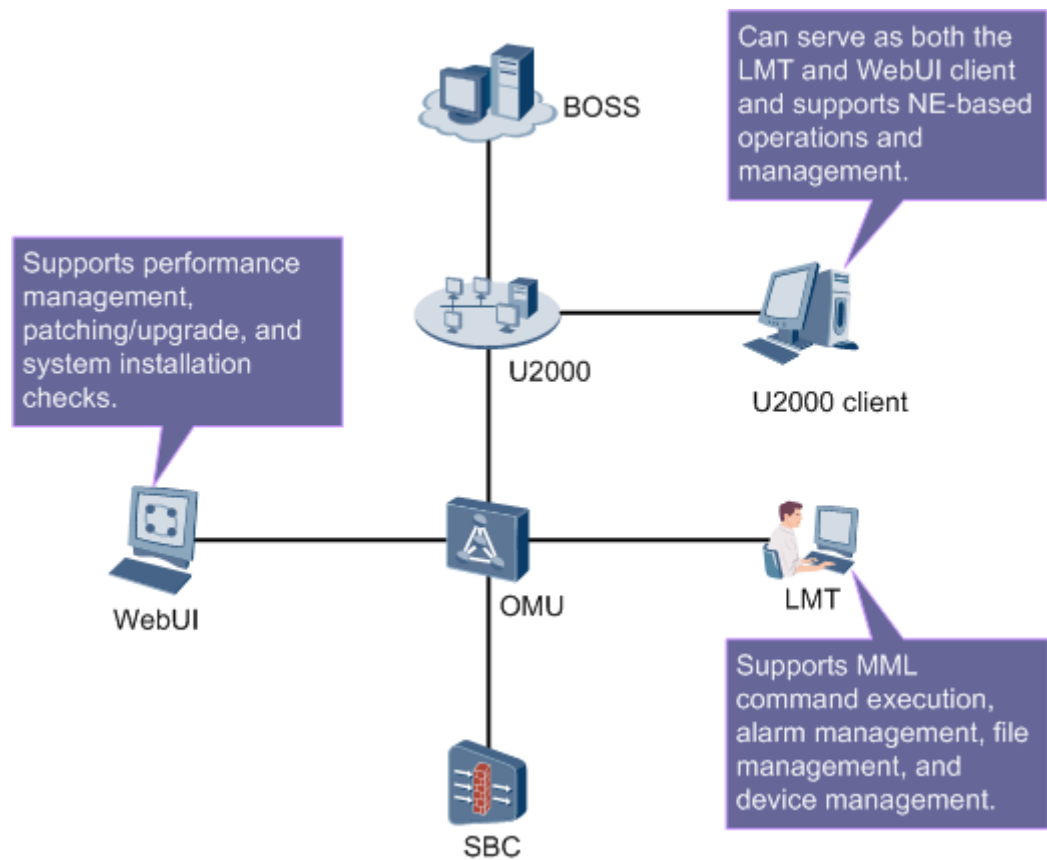 Can serve as both the
LMT and WebUI client
and supports NE-based
operations and
management.
BOSS
Supports performance
management,
patching/upgrade, and
system installation
checks.
U2000
U2000 client
WebUI
OMU
LMT
Supports MML
command execution,
alarm management, file
management, and
device management.
SBC